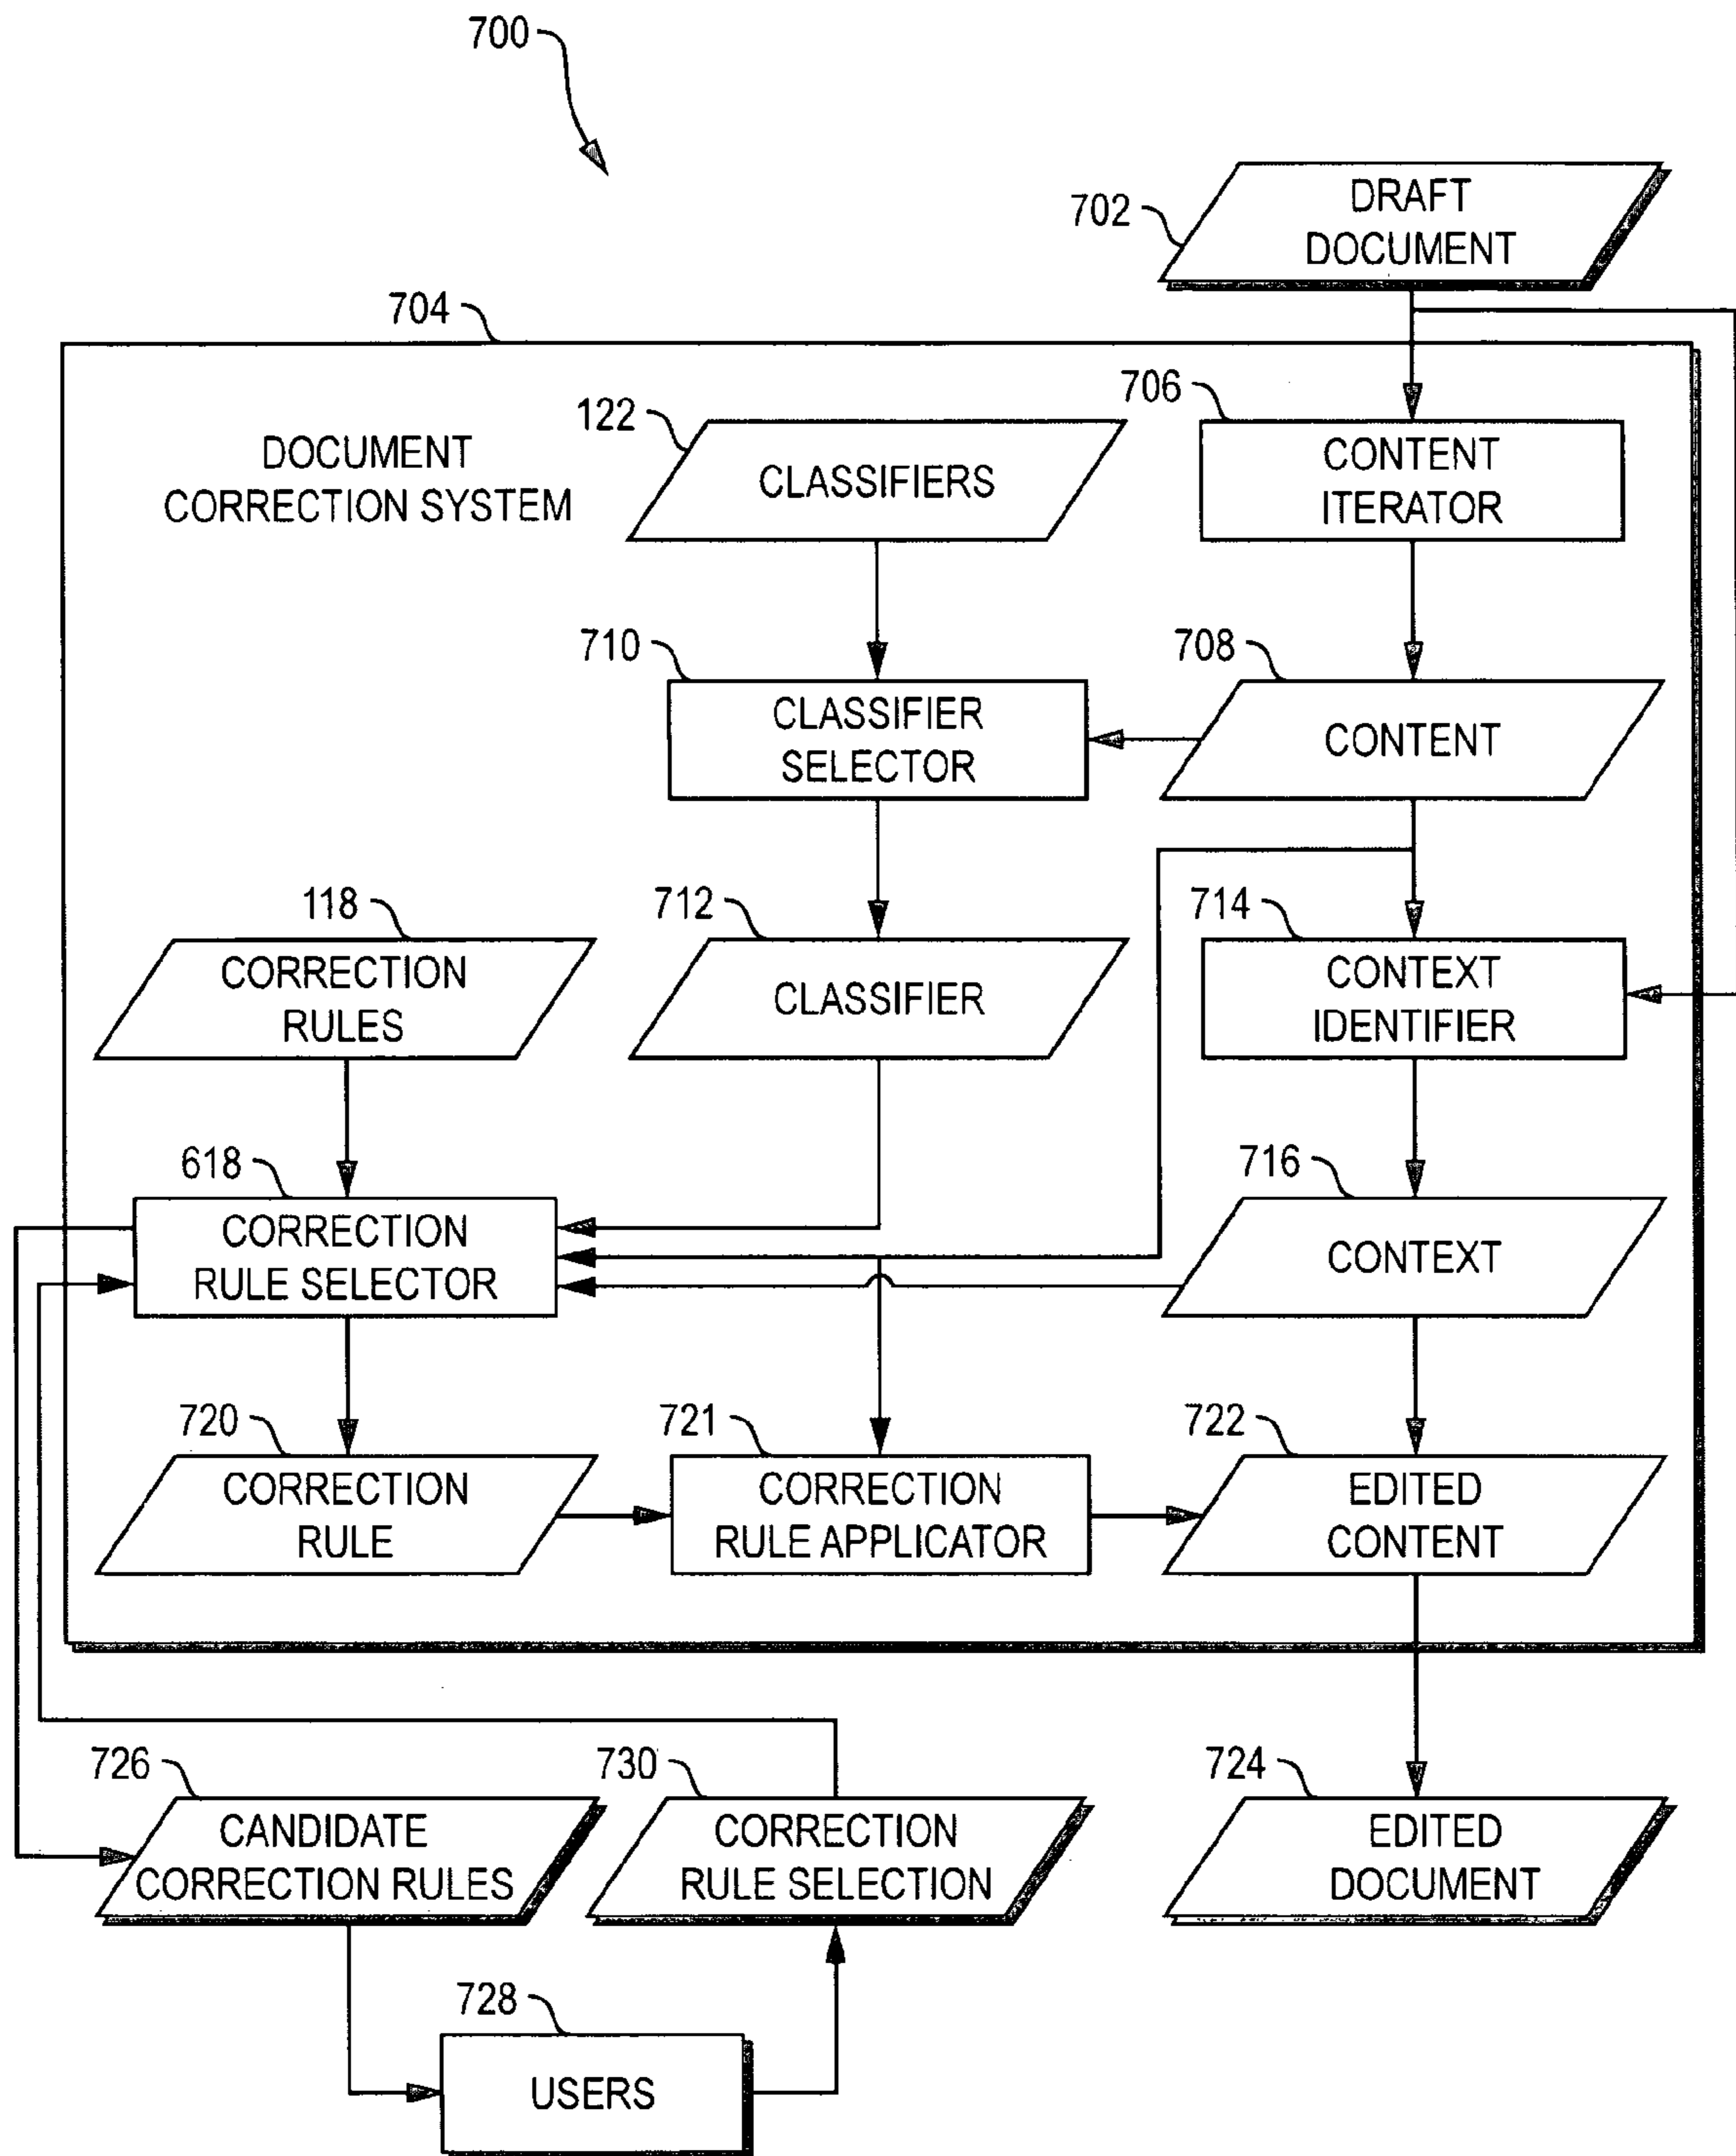 700
702
DRAFT
DOCUMENT
704
DOCUMENT
CORRECTION SYSTEM
122
CLASSIFIERS
706
CONTENT
ITERATOR
710
CLASSIFIER
SELECTOR
708
CONTENT
118
CORRECTION
RULES
712
CLASSIFIER
714
CONTEXT
IDENTIFIER
618
CORRECTION
RULE SELECTOR
716
CONTEXT
720
CORRECTION
RULE
721
CORRECTION
RULE APPLICATOR
722
EDITED
CONTENT
726
CANDIDATE
CORRECTION RULES
730
CORRECTION
RULE SELECTION
724
EDITED
DOCUMENT
728
USERS